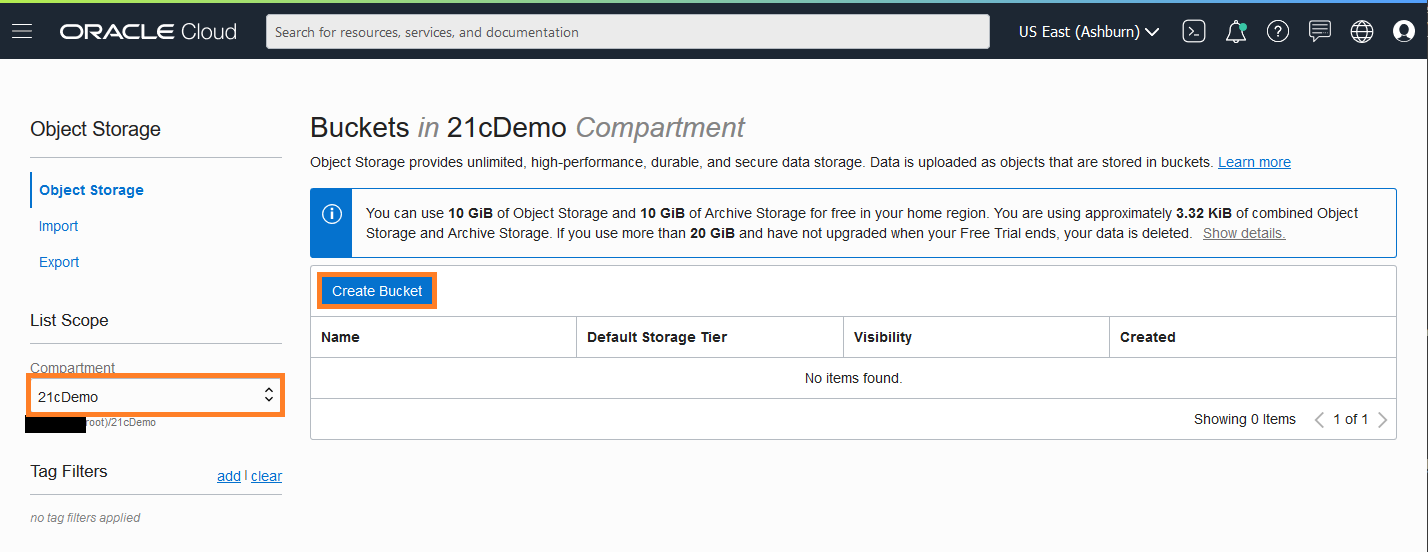 ORACLE Cloud
Search for resources, services, and documentation
US East (Ashburn)
Object Storage
Object Storage
Import
Export
List Scope
Compartment
21cDemo
root)/21cDemo
Tag Filters
add | clear
no tag filters applied
Buckets in 21cDemo Compartment
Object Storage provides unlimited, high-performance, durable, and secure data storage. Data is uploaded as objects that are stored in buckets. Learn more
You can use 10 GiB of Object Storage and 10 GiB of Archive Storage for free in your home region. You are using approximately 3.32 KiB of combined Object
Storage and Archive Storage. If you use more than 20 GiB and have not upgraded when your Free Trial ends, your data is deleted. Show details.
Create Bucket
Name Default Storage Tier Visibility Created
No items found.
Showing 0 Items 1 of 1